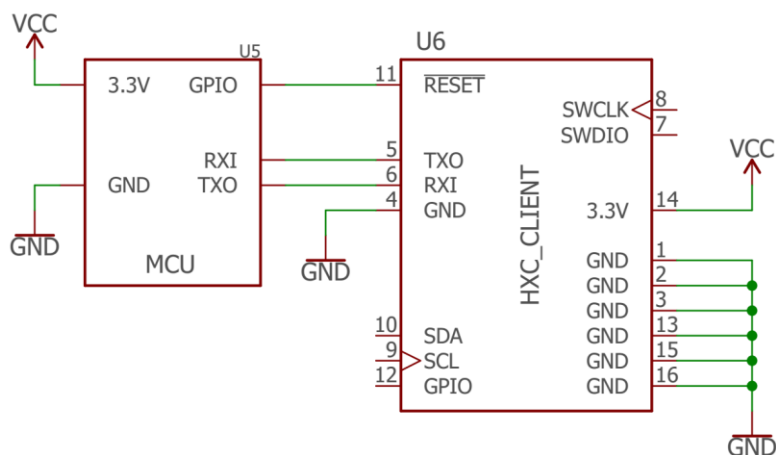 VCC
U5
3.3V GPIO
RXI
GND TXO
MCU
GND
U6
11 RESET
SWCLK 8
SWDIO 7
5 TXO
6 RXI
4 GND
GND
VCC
3.3V 14
HXC_CLIENT
GND 1
GND 2
GND 3
GND 13
GND 15
GND 16
10 SDA
9 SCL
12 GPIO
GND